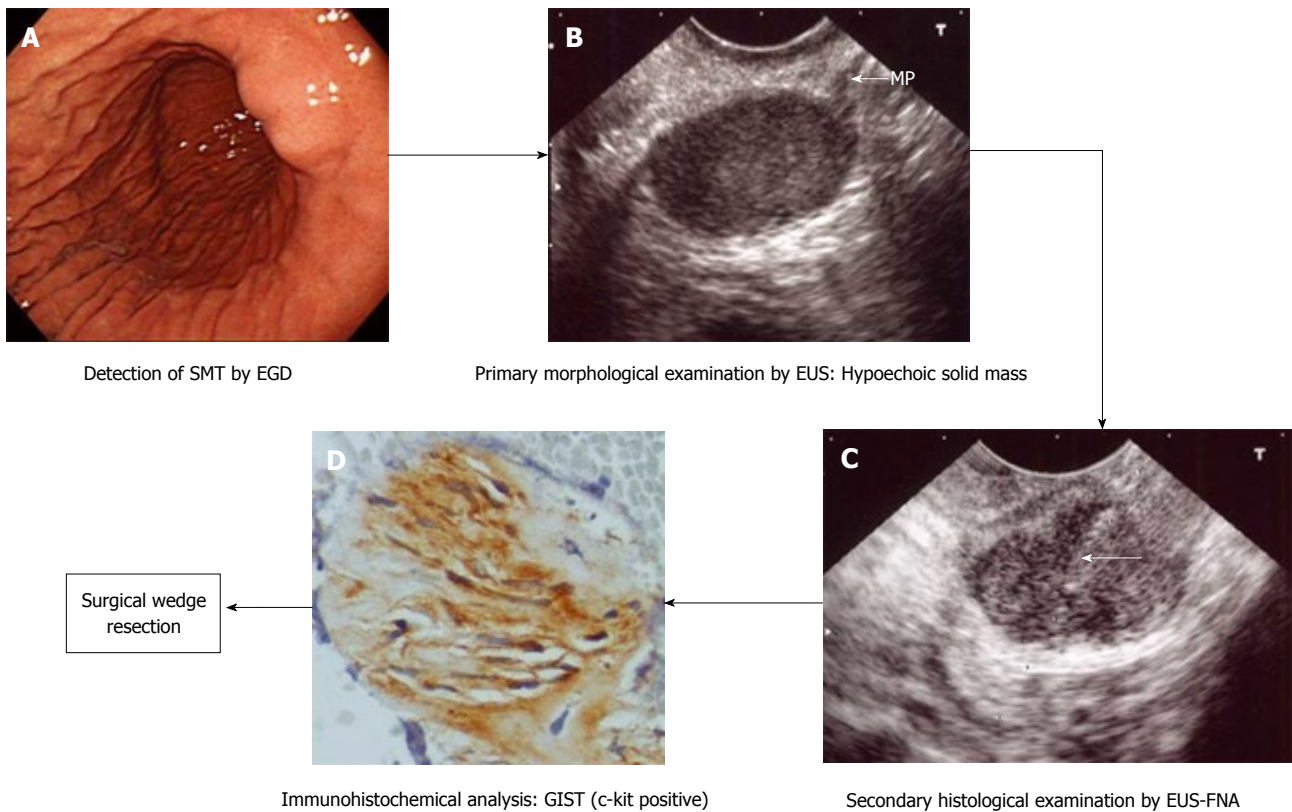 A
B
T
MP
Detection of SMT by EGD
Primary morphological examination by EUS: Hypoechoic solid mass
D
C
T
Surgical wedge
resection
Immunohistochemical analysis: GIST (c-kit positive)
Secondary histological examination by EUS-FNA